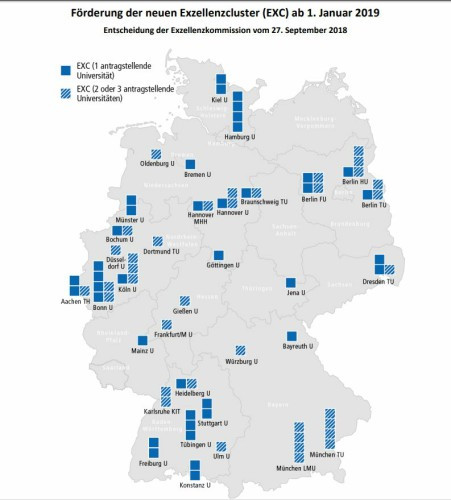 Förderung der neuen Exzellenzcluster (EXC) ab 1. Januar 2019
Entscheidung der Exzellenzkommission vom 27. September 2018
EXC (1 antragstellende
Universität)
EXC (2 oder 3 antragstellende
Universitäten)
Kiel U
Hamburg U
Oldenburg U
Bremen U
Berlin HU
Berlin FU
Berlin TU
Braunschweig TU
Hannover
MHH
Hannover U
Münster U
Bochum U
Dortmund TU
Düssel-
dorf U
Göttingen U
Dresden TU
Köln U
Jena U
Aachen TH
Bonn U
Gießen U
Frankfurt/M U
Mainz U
Bayreuth U
Würzburg U
Heidelberg U
Karlsruhe KIT
Stuttgart U
Tübingen U
Ulm U
München TU
Freiburg U
München LMU
Konstanz U